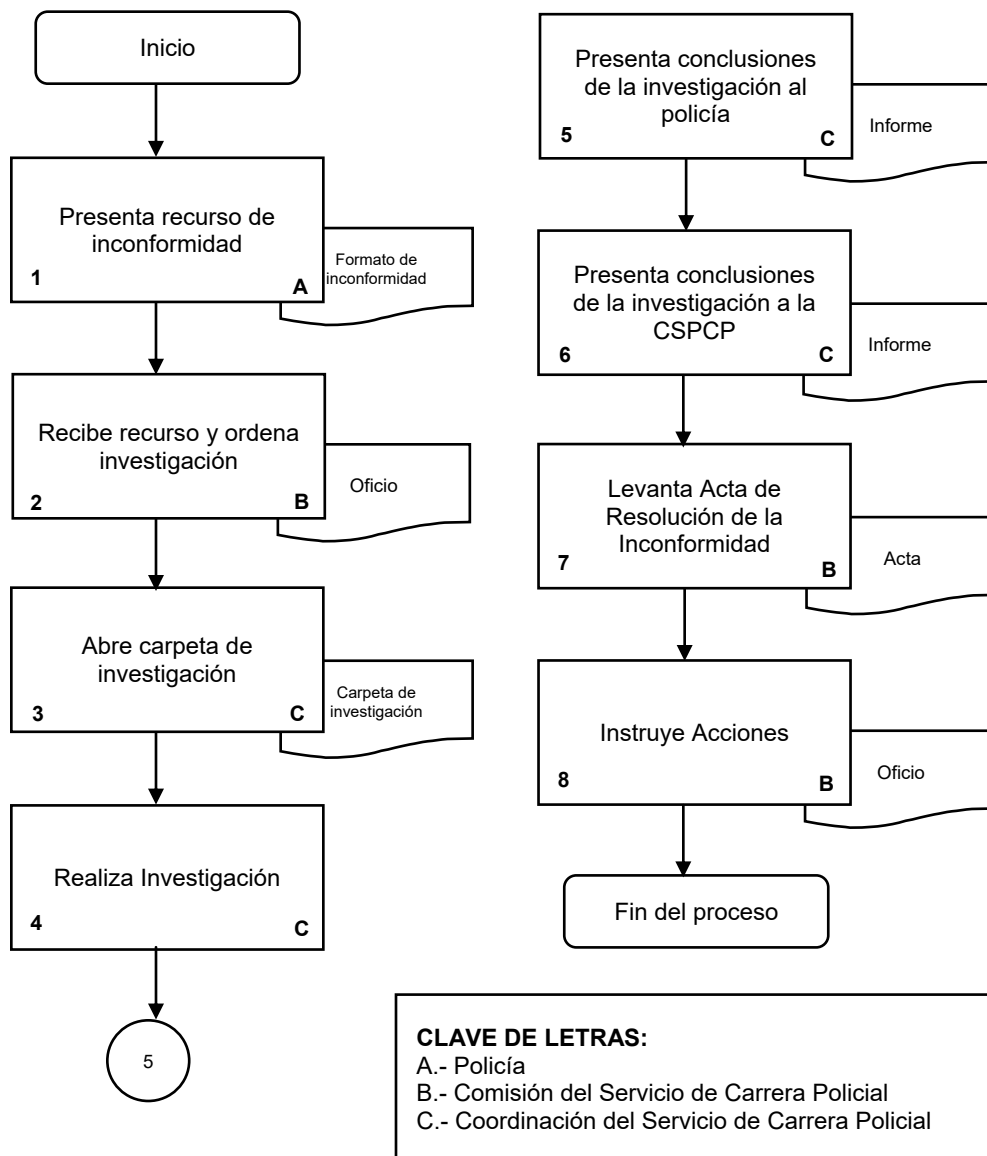 Inicio
Presenta recurso de
inconformidad
1
A
Formato de
inconformidad
Recibe recurso y ordena
investigación
2
B
Oficio
Abre carpeta de
investigación
3
C
Carpeta de
investigación
Realiza Investigación
4
C
5
Presenta conclusiones
de la investigación al
policía
5
C
Informe
Presenta conclusiones
de la investigación a la
CSPCP
6
C
Informe
Levanta Acta de
Resolución de la
Inconformidad
7
B
Acta
Instruye Acciones
8
B
Oficio
Fin del proceso
CLAVE DE LETRAS:
A.- Policía
B.- Comisión del Servicio de Carrera Policial
C.- Coordinación del Servicio de Carrera Policial